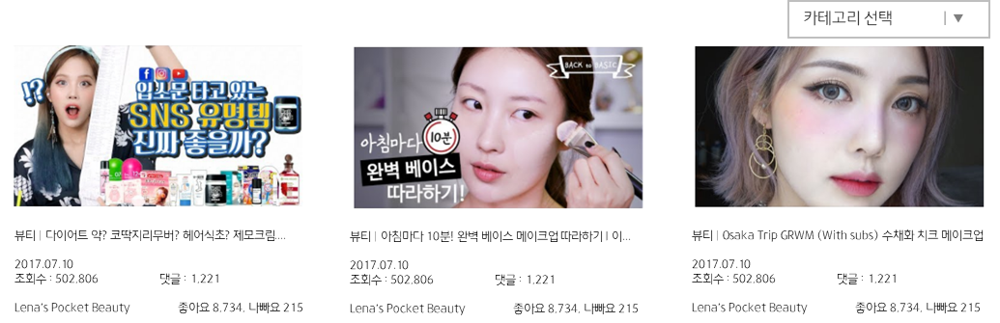 카테고리 선택
!?
입소문 타고 있는
SNS 유명템
진짜 좋을까?
BACK to BASIC
아침마다 10분
완벽 베이스
따라하기!
뷰티 | 다이어트 약? 코딱지리무버? 헤어식초? 제모크림....
2017.07.10
조회수 : 502,806 댓글 : 1,221
Lena's Pocket Beauty 좋아요 8,734, 나빠요 215
뷰티 | 아침마다 10분! 완벽 베이스 메이크업 따라하기 I 이...
2017.07.10
조회수 : 502,806 댓글 : 1,221
Lena's Pocket Beauty 좋아요 8,734, 나빠요 215
뷰티 | Osaka Trip GRWM (With subs) 수채화 치크 메이크업
2017.07.10
조회수 : 502,806 댓글 : 1,221
Lena's Pocket Beauty 좋아요 8,734, 나빠요 215